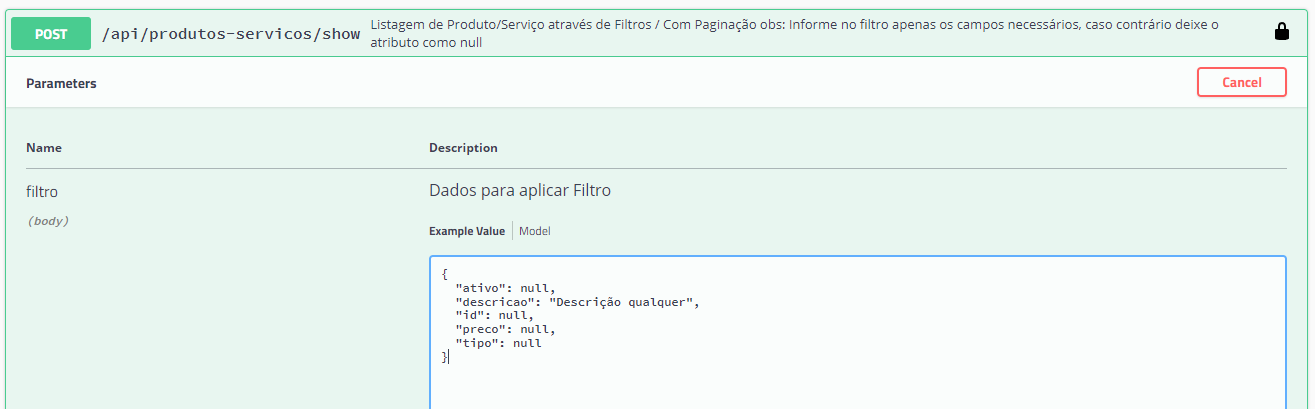 POST /api/produtos-servicos/show Listagem de Produto/Serviço através de Filtros / Com Paginação obs: Informe no filtro apenas os campos necessários, caso contrário deixe o
atributo como null
Parameters Cancel
Name Description
filtro Dados para aplicar Filtro
(body)
Example Value Model
{
"ativo": null,
"descricao": "Descrição qualquer",
"id": null,
"preco": null,
"tipo": null
}